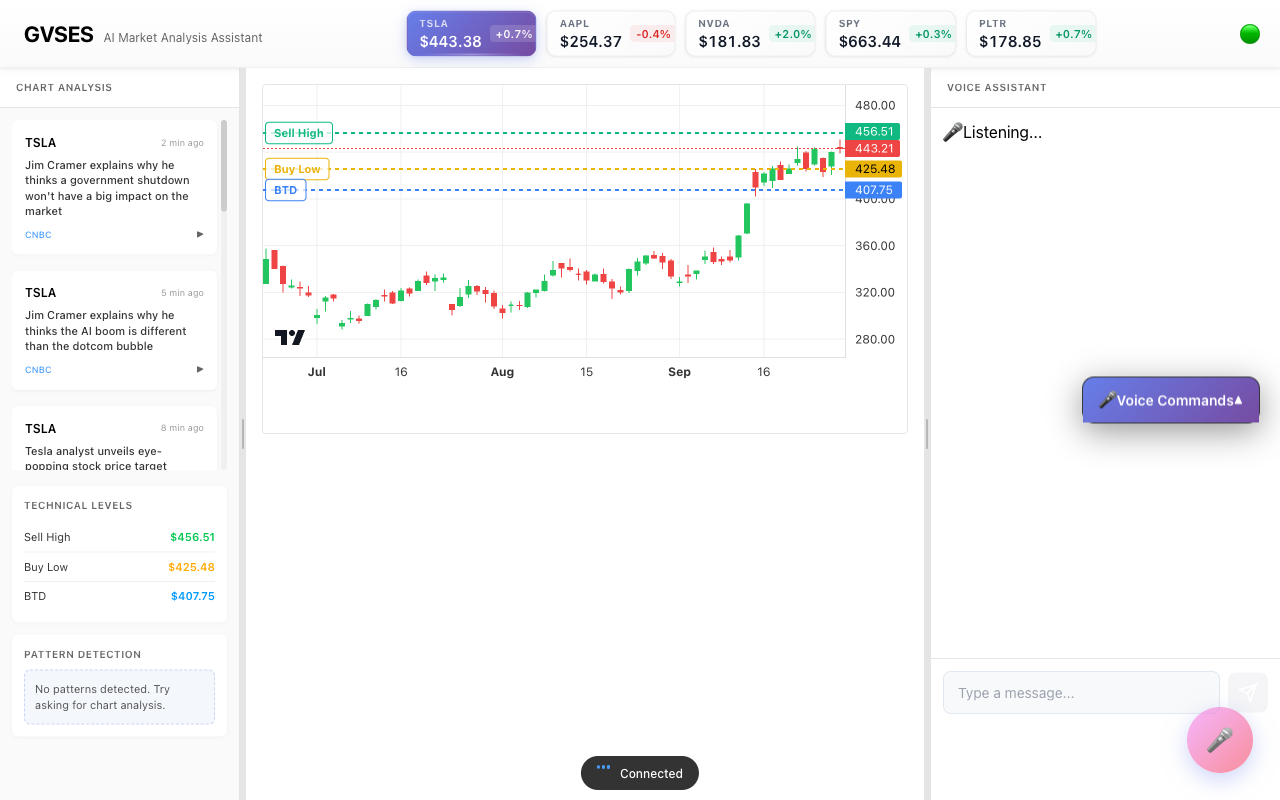 GVSES AI Market Analysis Assistant
TSLA
$443.38 +0.7%
AAPL
$254.37 -0.4%
NVDA
$181.83 +2.0%
SPY
$663.44 +0.3%
PLTR
$178.85 +0.7%
CHART ANALYSIS
TSLA 2 min ago
Jim Cramer explains why he
thinks a government shutdown
won't have a big impact on the
market
CNBC
TSLA 5 min ago
Jim Cramer explains why he
thinks the AI boom is different
than the dotcom bubble
CNBC
TSLA 8 min ago
Tesla analyst unveils eye-
popping stock price target
TECHNICAL LEVELS
Sell High $456.51
Buy Low $425.48
BTD $407.75
PATTERN DETECTION
No patterns detected. Try
asking for chart analysis.
480.00
Sell High 456.51
443.21
Buy Low 425.48
BTD 407.75
400.00
360.00
320.00
280.00
Jul 16 Aug 15 Sep 16
Connected
VOICE ASSISTANT
Listening...
Voice Commands
Type a message...